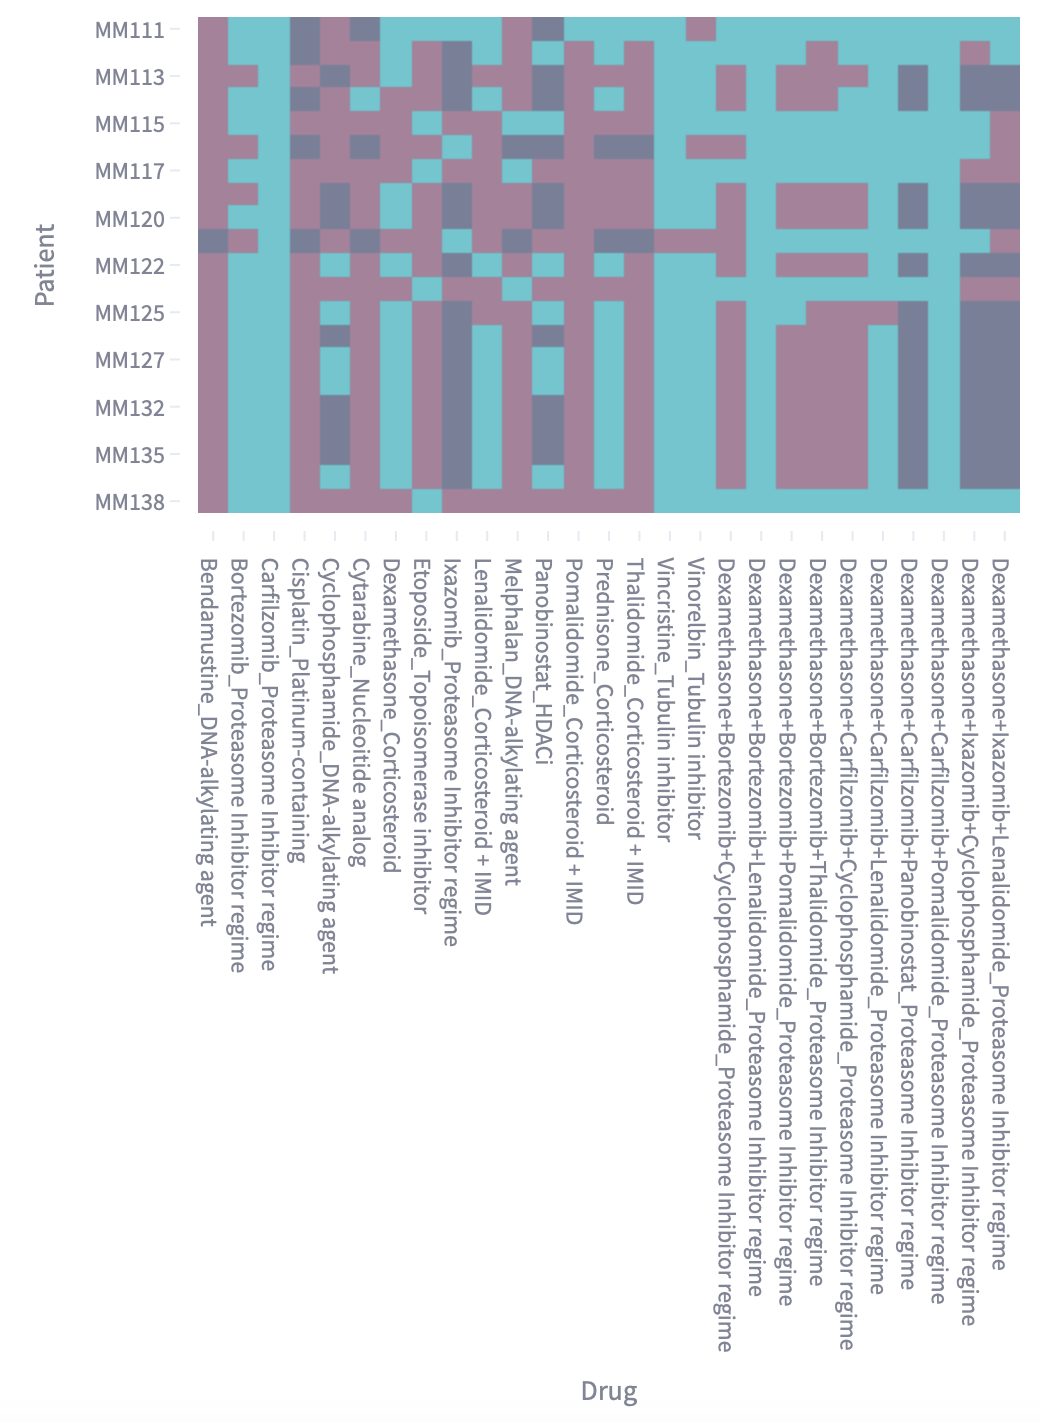 MM111
MM113
MM115
MM117
MM120
MM122
MM125
MM127
MM132
MM135
MM138
Patient
Bendamustine_DNA-alkylating agent
Bortezomib_Proteasome Inhibitor regime
Carfilzomib_Proteasome Inhibitor regime
Cisplatin_Platinum-containing
Cyclophosphamide_DNA-alkylating agent
Cytarabine_Nucleoitide analog
Dexamethasone_Corticosteroid
Etoposide_Topoisomerase inhibitor
Ixazomib_Proteasome Inhibitor regime
Lenalidomide_Corticosteroid + IMID
Melphalan_DNA-alkylating agent
Panobinostat_HDACi
Pomalidomide_Corticosteroid + IMID
Prednisone_Corticosteroid
Thalidomide_Corticosteroid + IMID
Vincristine_Tubulin inhibitor
Vinorelbin_Tubulin inhibitor
Dexamethasone+Bortezomib+Cyclophosphamide_Proteasome Inhibitor regime
Dexamethasone+Bortezomib+Lenalidomide_Proteasome Inhibitor regime
Dexamethasone+Bortezomib+Pomalidomide_Proteasome Inhibitor regime
Dexamethasone+Bortezomib+Thalidomide_Proteasome Inhibitor regime
Dexamethasone+Carfilzomib+Cyclophosphamide_Proteasome Inhibitor regime
Dexamethasone+Carfilzomib+Lenalidomide_Proteasome Inhibitor regime
Dexamethasone+Carfilzomib+Panobinostat_Proteasome Inhibitor regime
Dexamethasone+Carfilzomib+Pomalidomide_Proteasome Inhibitor regime
Dexamethasone+Ixazomib+Cyclophosphamide_Proteasome Inhibitor regime
Dexamethasone+Ixazomib+Lenalidomide_Proteasome Inhibitor regime
Drug